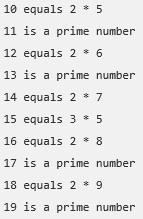 10 equals 2 * 5
11 is a prime number
12 equals 2 * 6
13 is a prime number
14 equals 2 * 7
15 equals 3 * 5
16 equals 2 * 8
17 is a prime number
18 equals 2 * 9
19 is a prime number